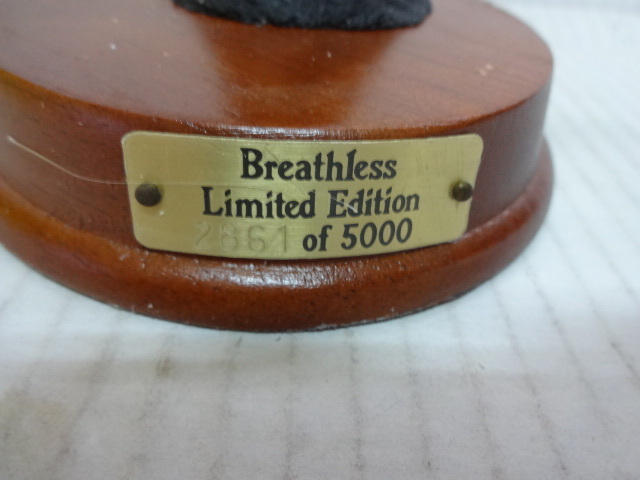 Breathless
Limited Edition
2861 of 5000